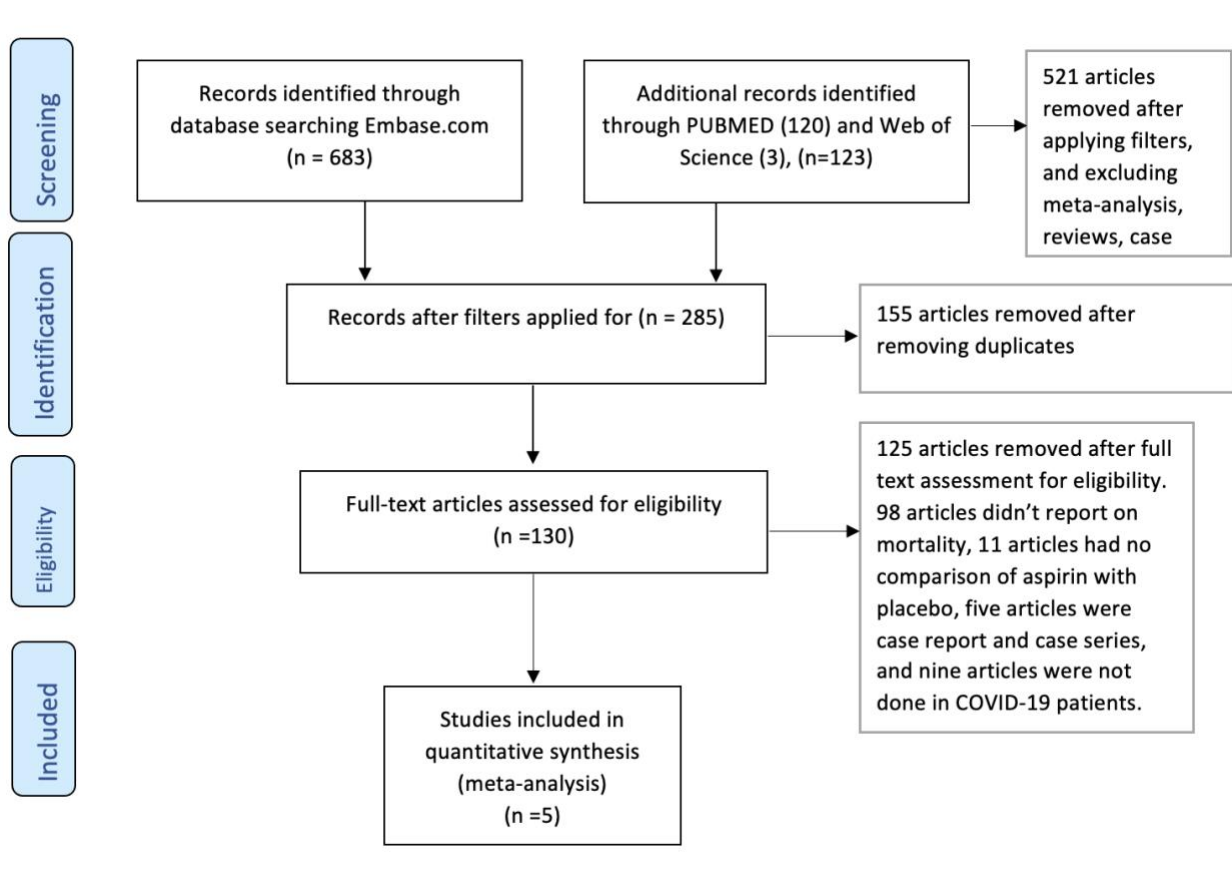 Screening
Records identified through
database searching Embase.com
(n = 683)
Additional records identified
through PUBMED (120) and Web of
Science (3), (n=123)
521 articles
removed after
applying filters,
and excluding
meta-analysis,
reviews, case
Identification
Records after filters applied for (n = 285)
155 articles removed after
removing duplicates
Eligibility
Full-text articles assessed for eligibility
(n =130)
125 articles removed after full
text assessment for eligibility.
98 articles didn’t report on
mortality, 11 articles had no
comparison of aspirin with
placebo, five articles were
case report and case series,
and nine articles were not
done in COVID-19 patients.
Included
Studies included in
quantitative synthesis
(meta-analysis)
(n =5)